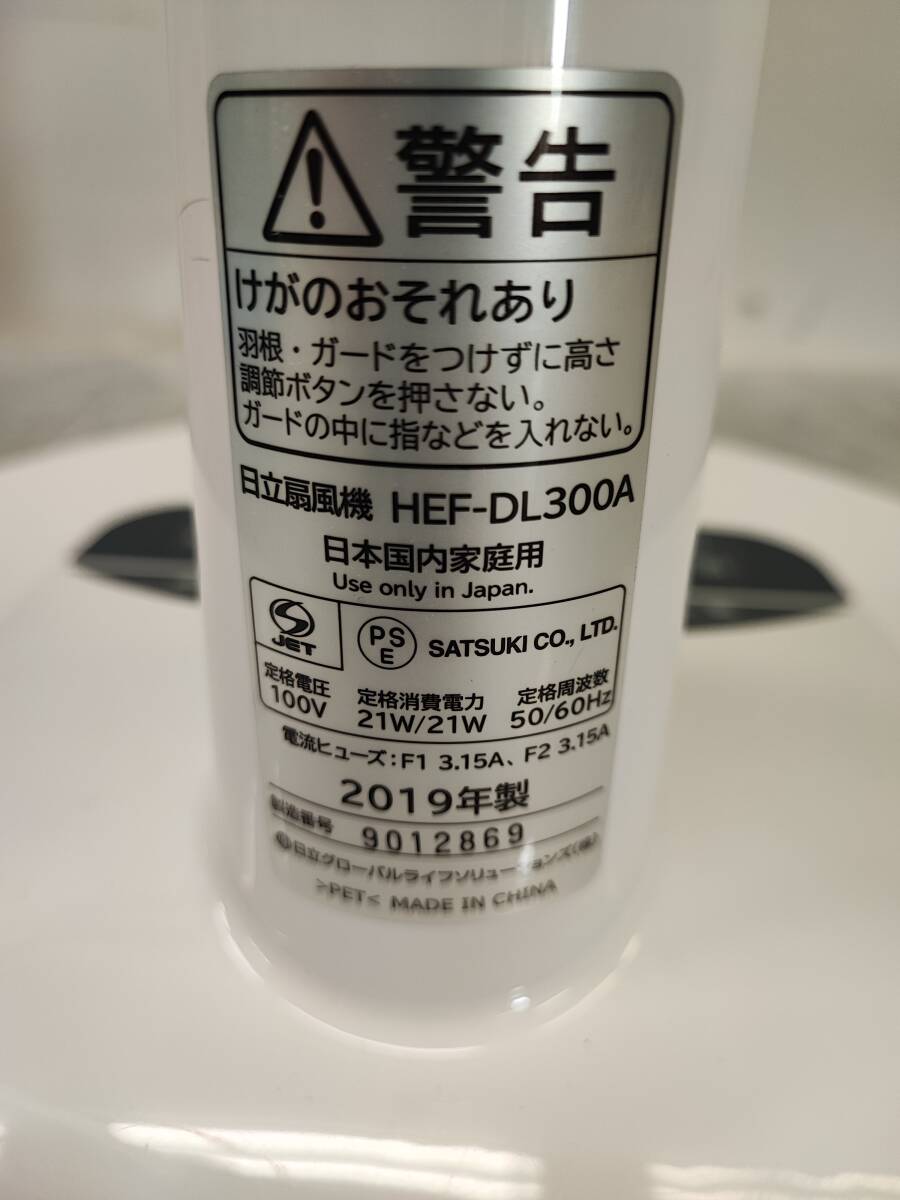 警告
けがのおそれあり
羽根・ガードをつけずに高さ
調節ボタンを押さない。
ガードの中に指などを入れない。
日立扇風機 HEF-DL300A
日本国内家庭用
Use only in Japan.
JET PSE SATSUKI CO., LTD.
定格電圧 定格消費電力 定格周波数
100V 21W/21W 50/60Hz
電流ヒューズ:F1 3.15A、F2 3.15A
2019年製
製造番号 9012869
日立グローバルライフソリューションズ(株)
>PET< MADE IN CHINA